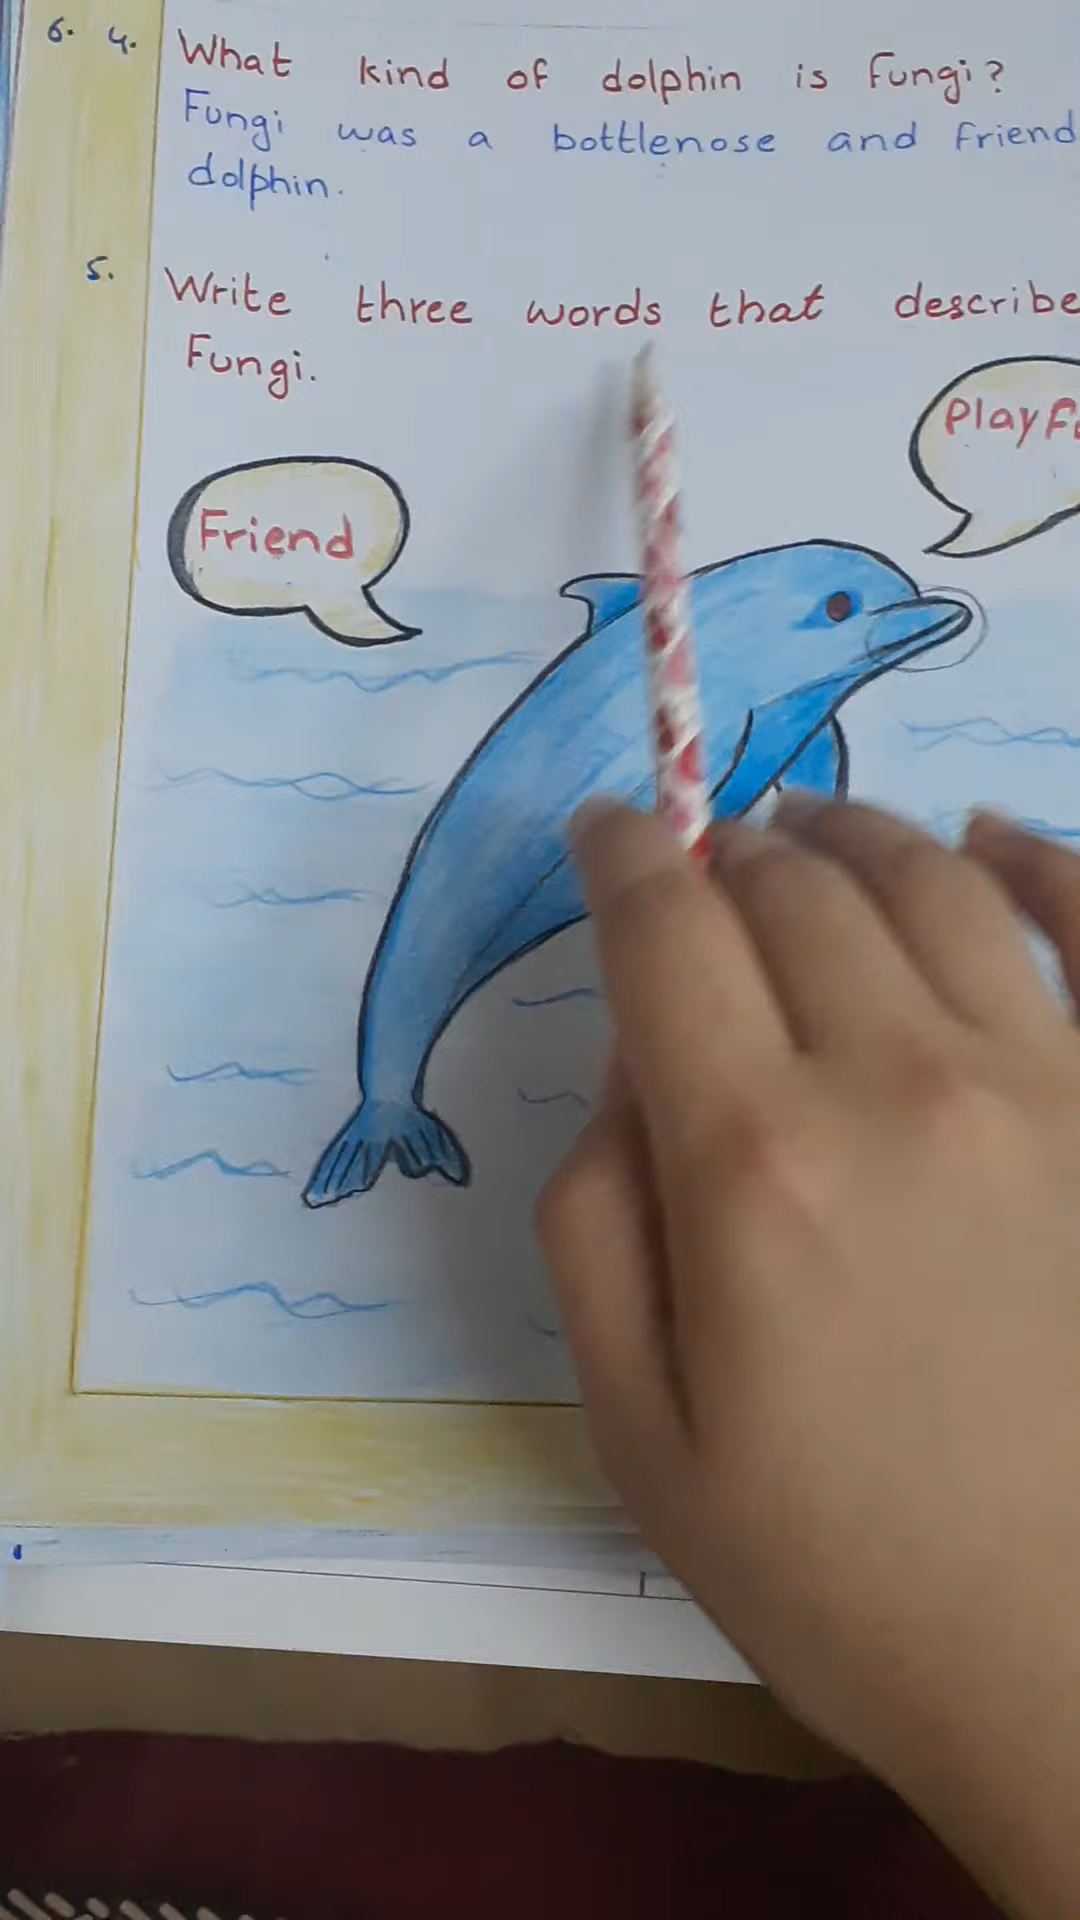 6. 4. What kind of dolphin is Fungi?
Fungi was a bottlenose and friend
dolphin.
5. Write three words that describe
Fungi.
Playf
Friend